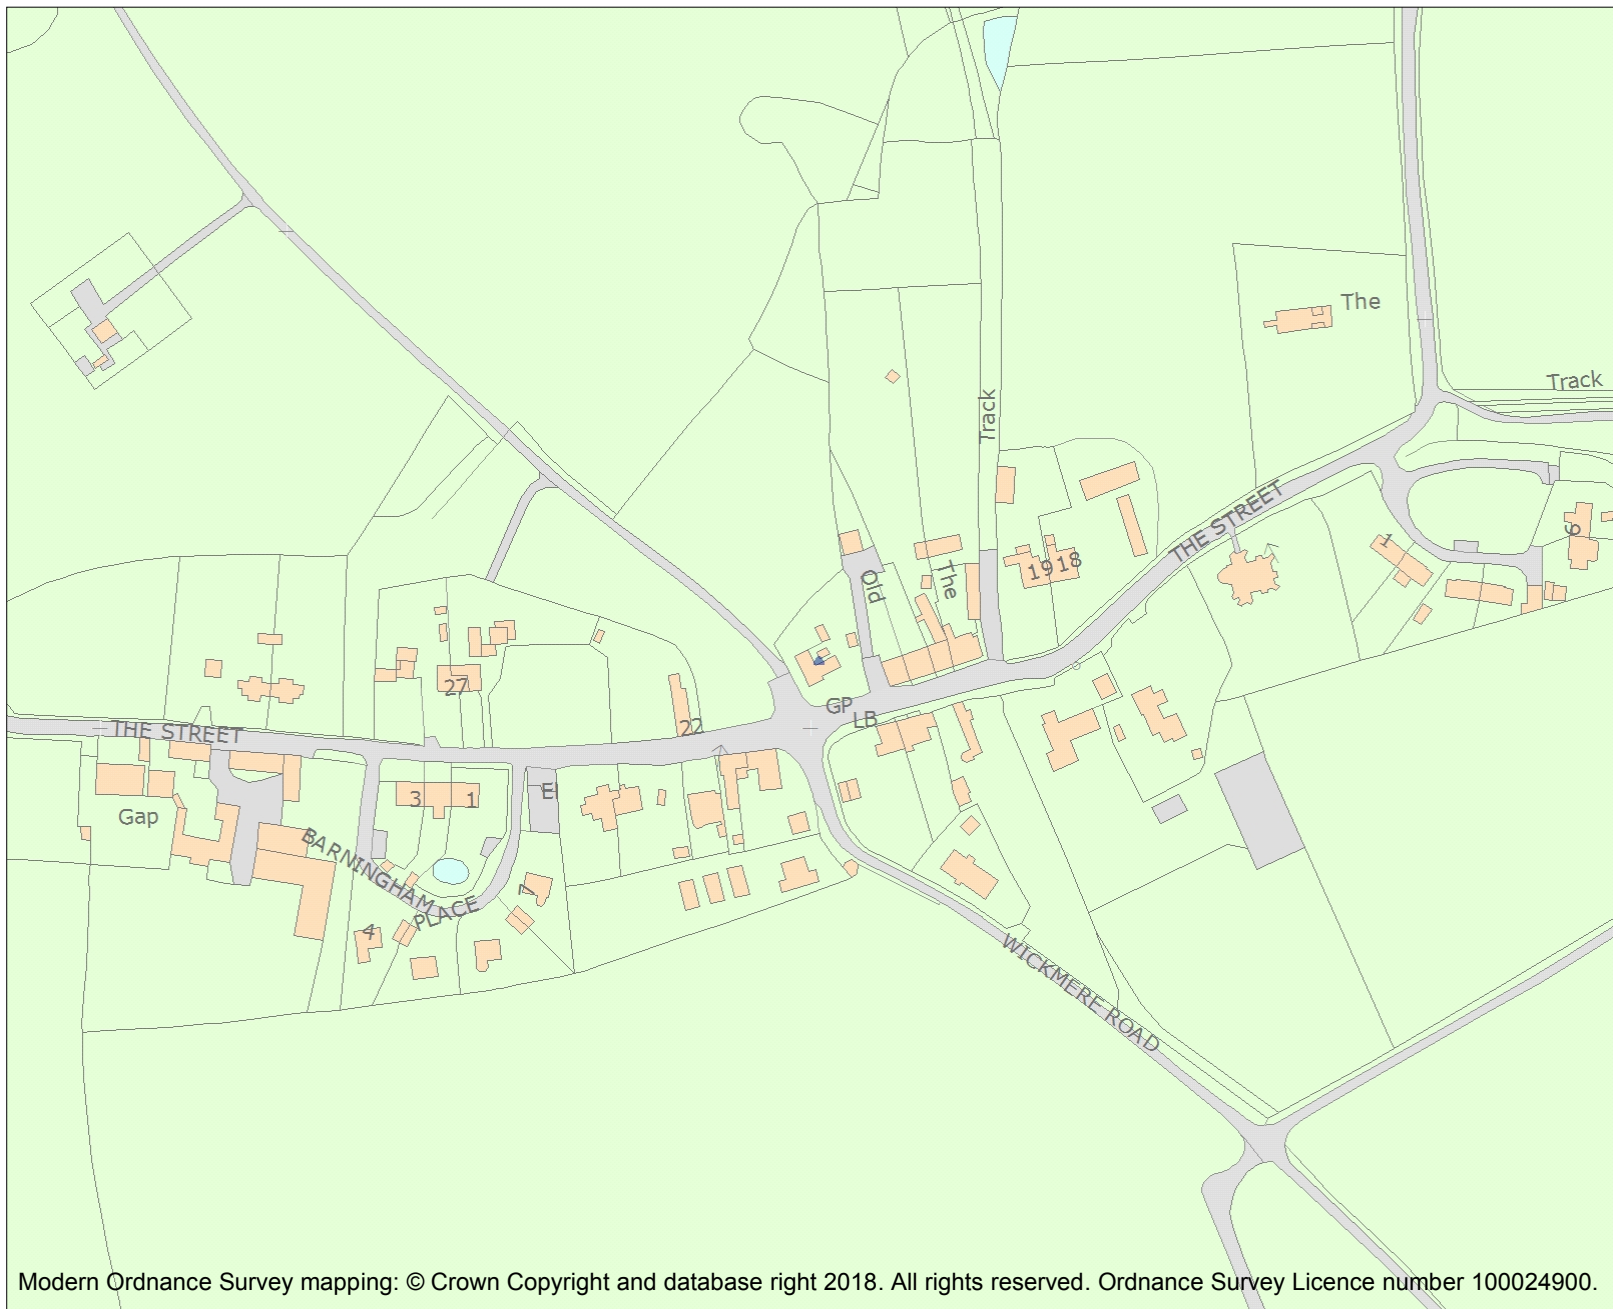 The
Track
Track
THE STREET
1
9
1918
Old
The
27
22
GP
LB
THE STREET
El
3
1
Gap
BARNINGHAM
PLACE
7
4
WICKMERE ROAD
Modern Ordnance Survey mapping: © Crown Copyright and database right 2018. All rights reserved. Ordnance Survey Licence number 100024900.